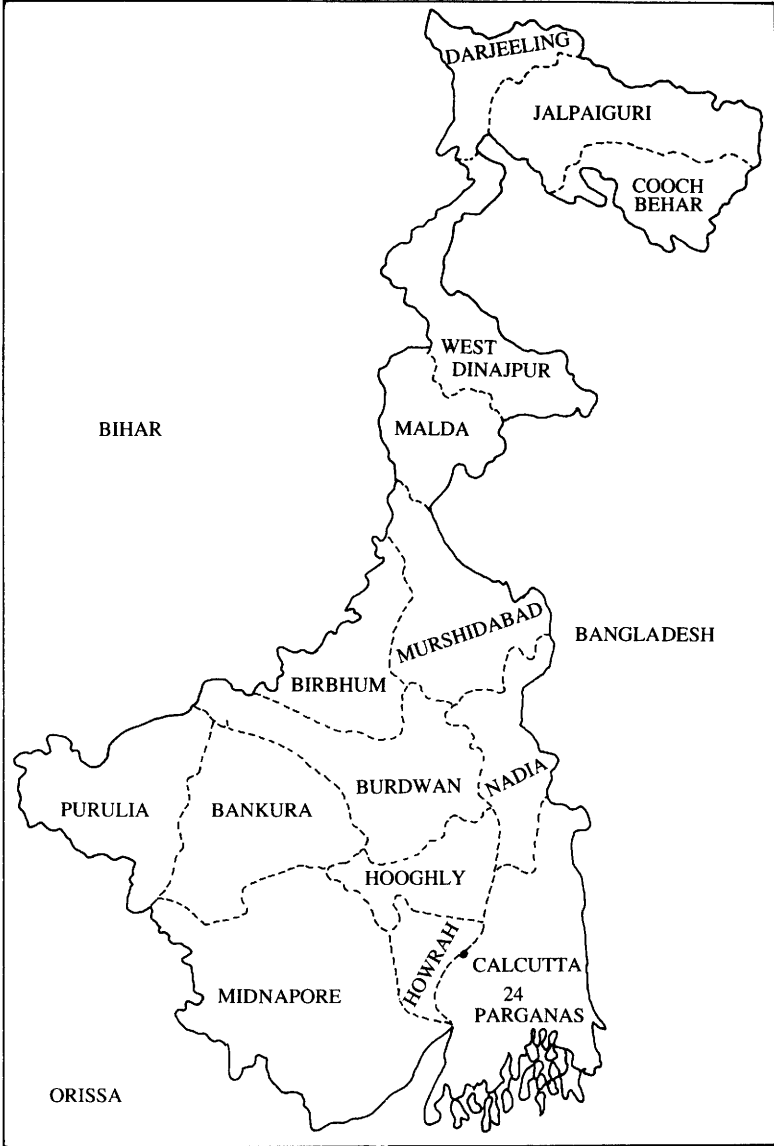 DARJEELING
JALPAIGURI
COOCH
BEHAR
WEST
DINAJPUR
BIHAR
MALDA
MURSHIDABAD
BANGLADESH
BIRBHUM
PURULIA
BANKURA
BURDWAN
NADIA
HOOGHLY
HOWRAH
CALCUTTA
MIDNAPORE
24
PARGANAS
ORISSA